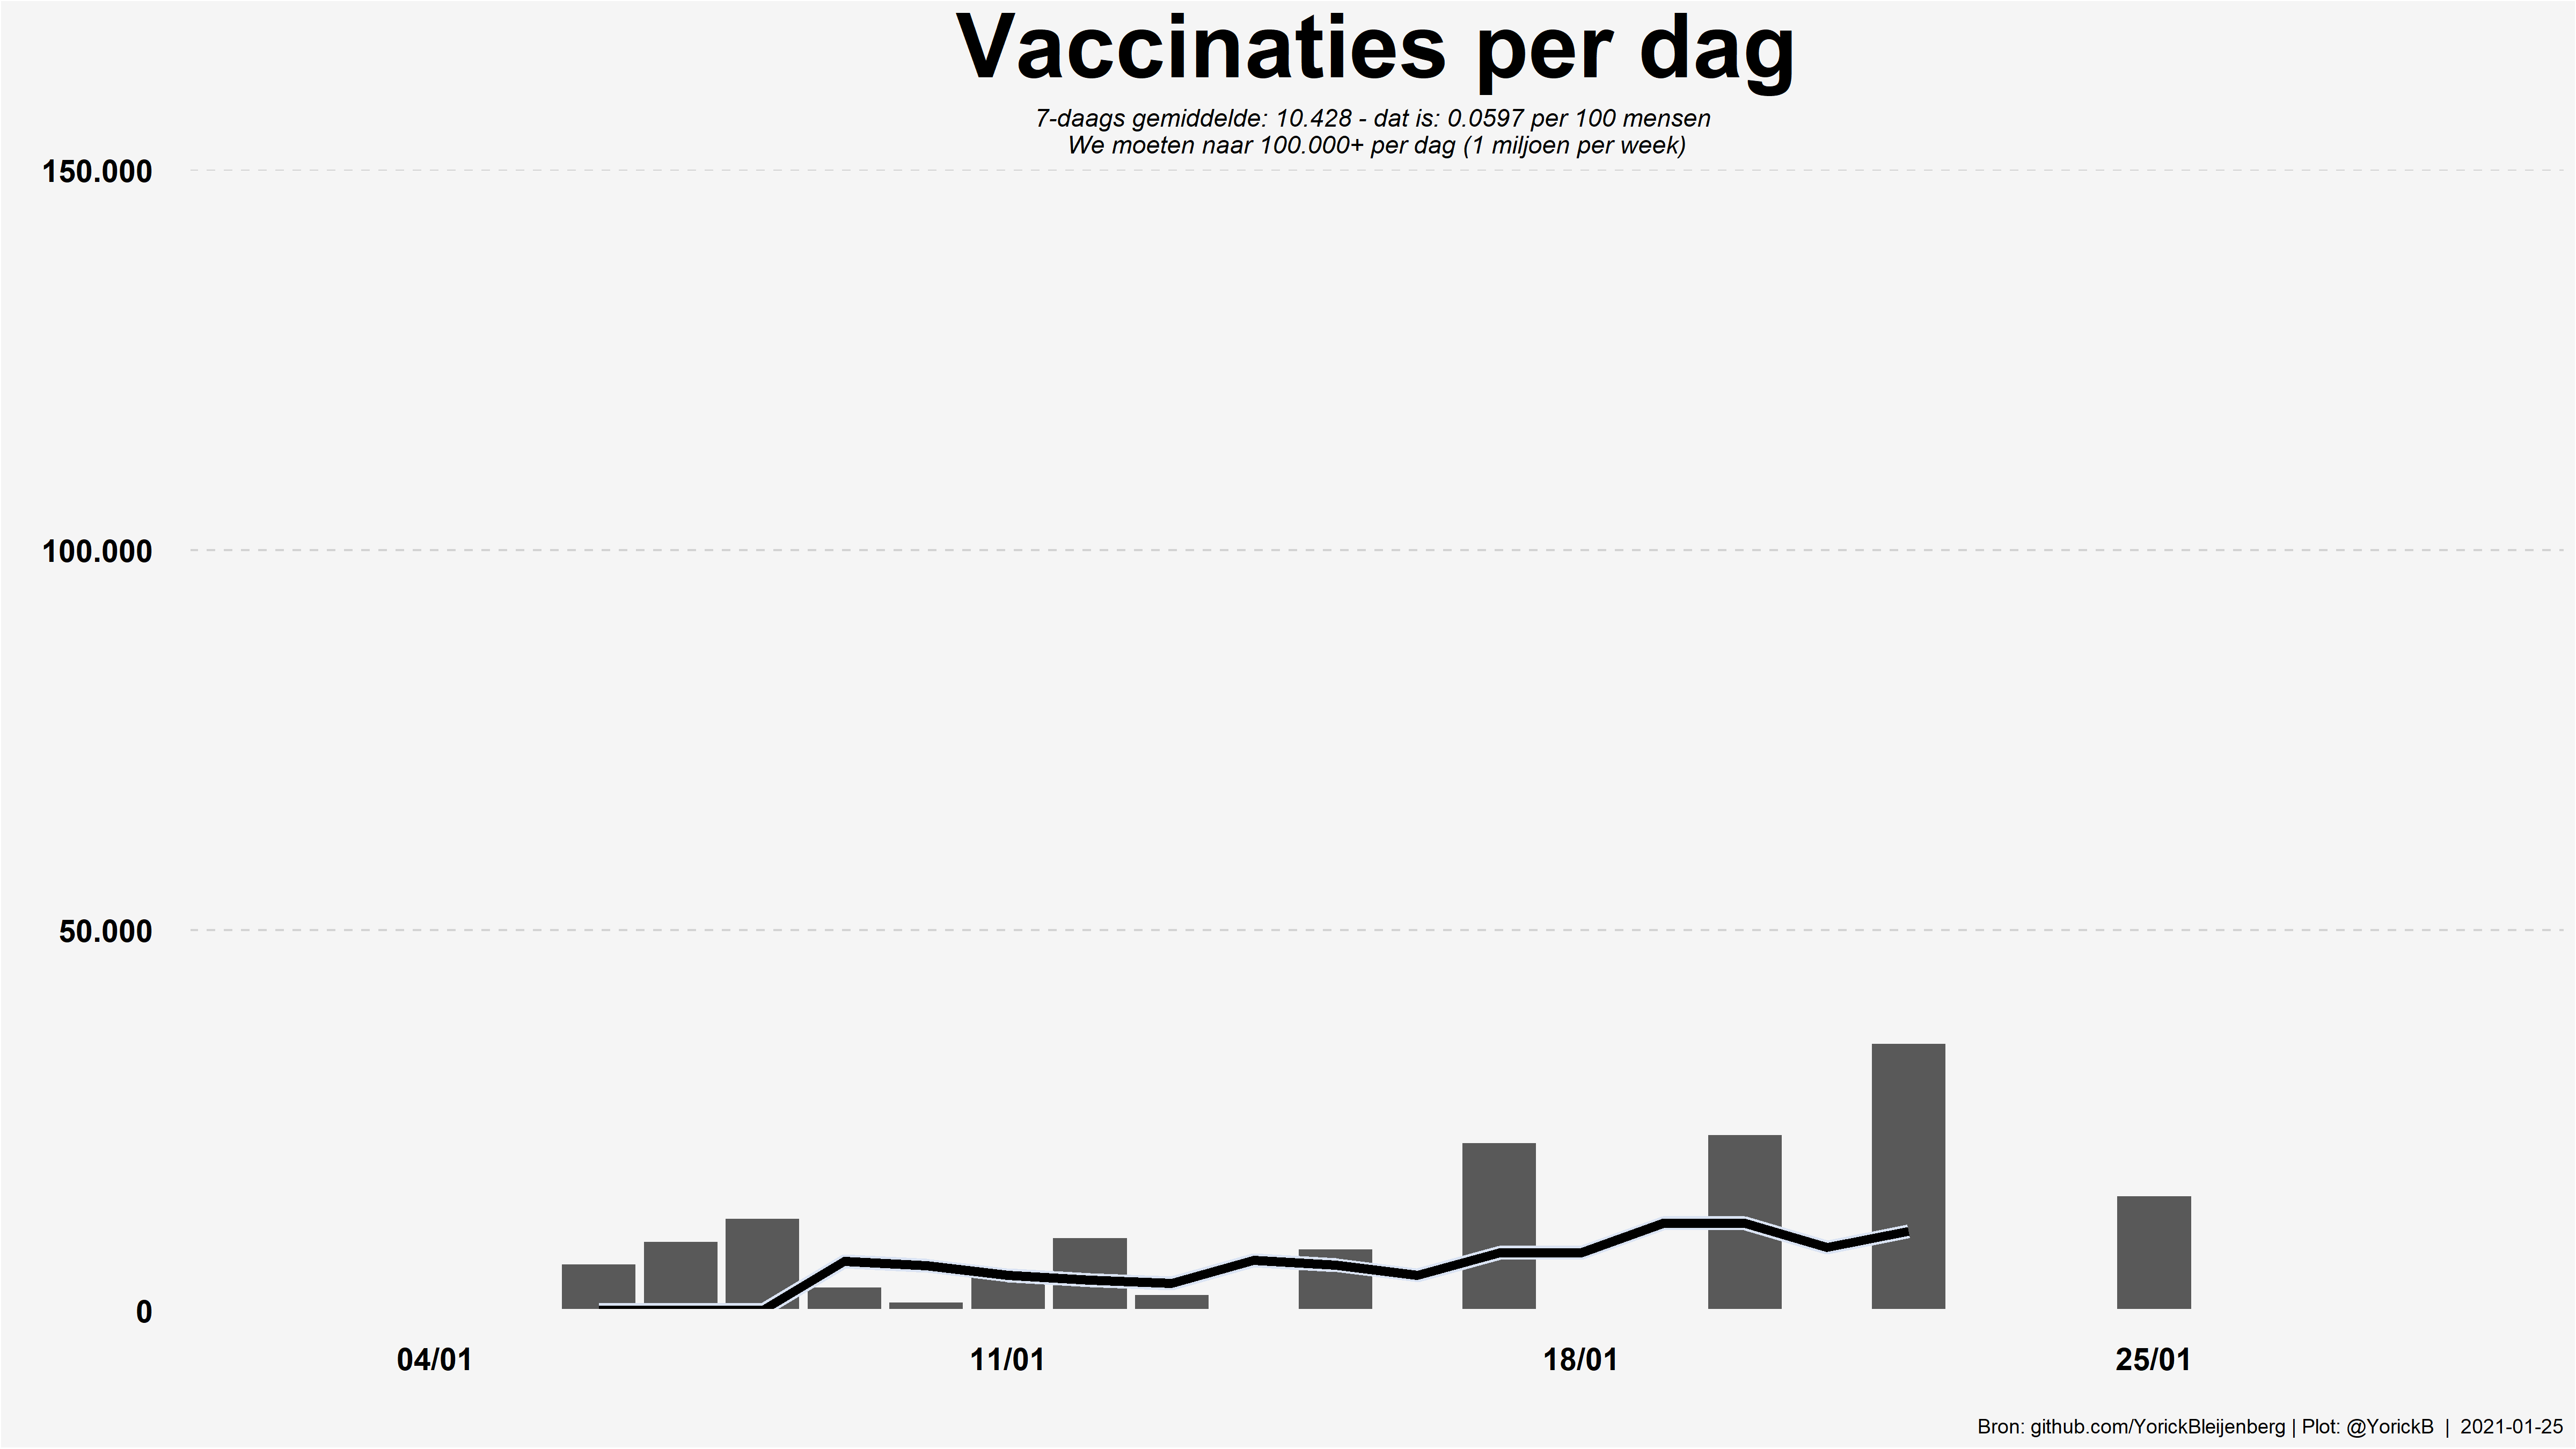 Vaccinaties per dag
7-daags gemiddelde: 10.428 - dat is: 0.0597 per 100 mensen
We moeten naar 100.000+ per dag (1 miljoen per week)
150.000
100.000
50.000
0
04/01 11/01 18/01 25/01
Bron: github.com/YorickBleijenberg | Plot: @YorickB | 2021-01-25